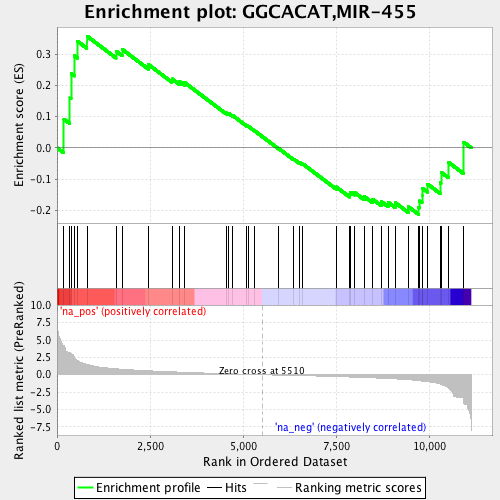 Enrichment plot: GGCACAT,MIR-455
Enrichment score (ES)
0.3
0.2
0.1
0.0
-0.1
-0.2
Ranked list metric (PreRanked)
10.0
7.5
5.0
2.5
0.0
-2.5
-5.0
-7.5
'na_pos' (positively correlated)
Zero cross at 5510
'na_neg' (negatively correlated)
0
2,500
5,000
7,500
10,000
Rank in Ordered Dataset
Enrichment profile
Hits
Ranking metric scores